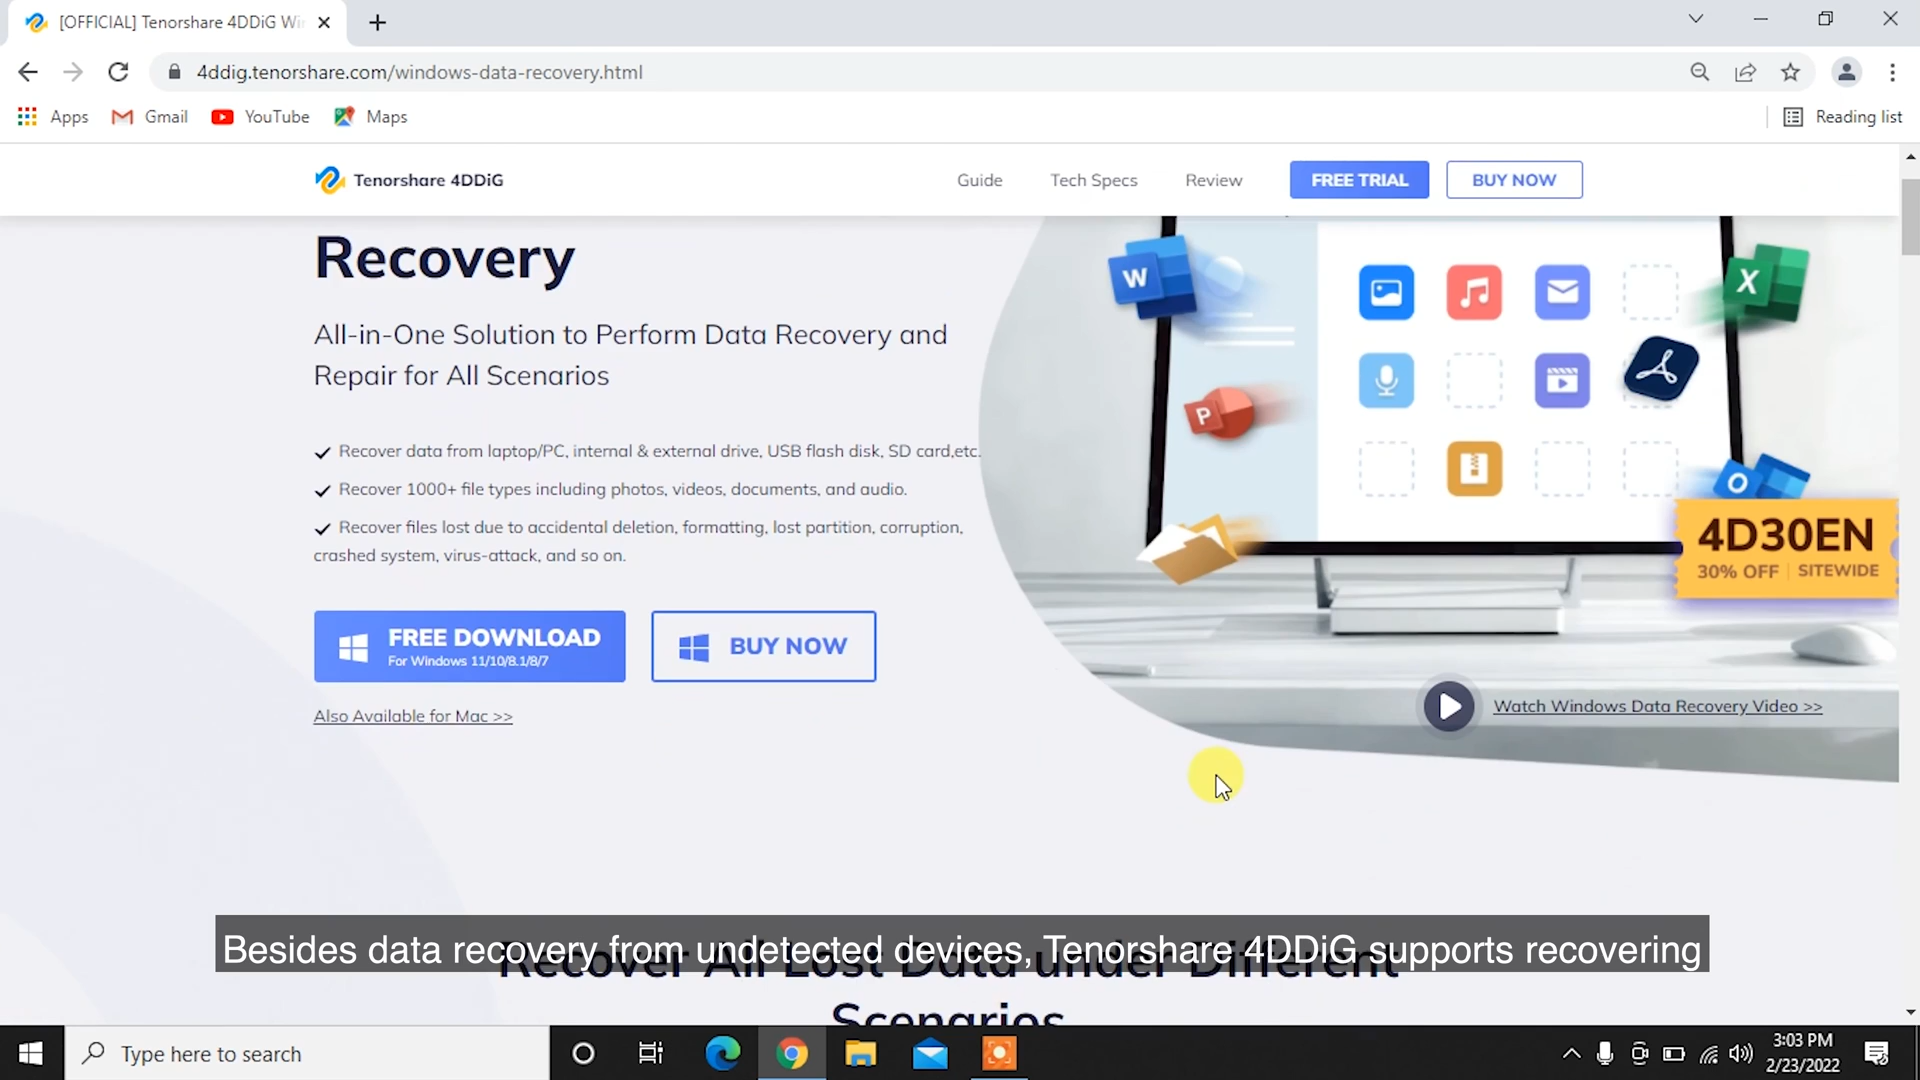 [OFFICIAL] Tenorshare 4DDiG Wi
4ddig.tenorshare.com/windows-data-recovery.html
Apps
Gmail
YouTube
Maps
Reading list
Tenorshare 4DDiG
Guide
Tech Specs
Review
FREE TRIAL
BUY NOW
Recovery
All-in-One Solution to Perform Data Recovery and
Repair for All Scenarios
Recover data from laptop/PC, internal & external drive, USB flash disk, SD card,etc.
Recover 1000+ file types including photos, videos, documents, and audio.
Recover files lost due to accidental deletion, formatting, lost partition, corruption,
crashed system, virus-attack, and so on.
W
X
P
O
4D30EN
30% OFF | SITEWIDE
FREE DOWNLOAD
For Windows 11/10/8.1/8/7
BUY NOW
Also Available for Mac >>
Watch Windows Data Recovery Video >>
Besides data recovery from undetected devices, Tenorshare 4DDiG supports recovering
Recover All Lost Data under Different
Scenarios
Type here to search
3:03 PM
2/23/2022